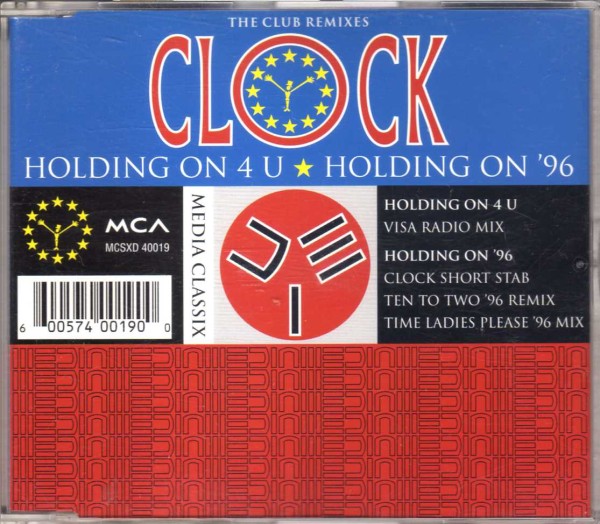 THE CLUB REMIXES
CLOCK
HOLDING ON 4 U ★ HOLDING ON '96
MCA
MCSXD 40019
6 00574 00190 0
MEDIA CLASSIX
HOLDING ON 4 U
VISA RADIO MIX
HOLDING ON '96
CLOCK SHORT STAB
TEN TO TWO '96 REMIX
TIME LADIES PLEASE '96 MIX